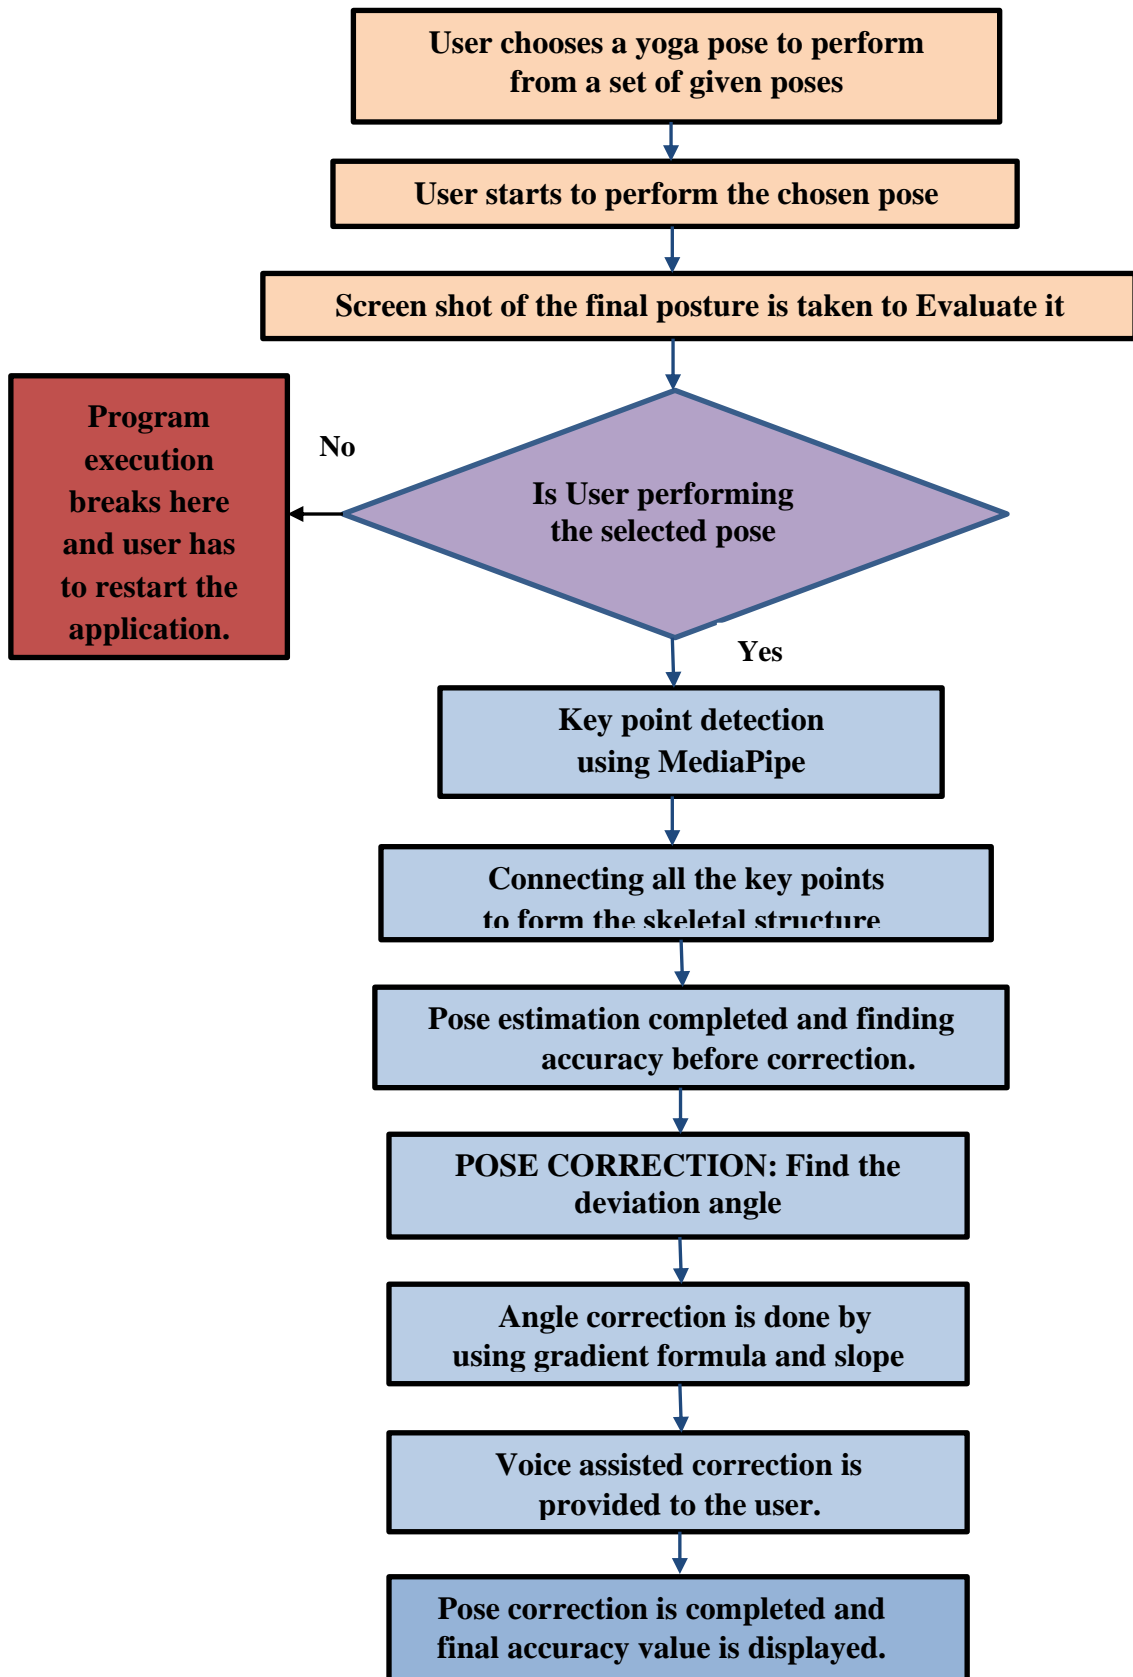 User chooses a yoga pose to perform
from a set of given poses
User starts to perform the chosen pose
Screen shot of the final posture is taken to Evaluate it
Program
execution
breaks here
and user has
to restart the
application.
No
Is User performing
the selected pose
Yes
Key point detection
using MediaPipe
Connecting all the key points
to form the skeletal structure
Pose estimation completed and finding
accuracy before correction.
POSE CORRECTION: Find the
deviation angle
Angle correction is done by
using gradient formula and slope
Voice assisted correction is
provided to the user.
Pose correction is completed and
final accuracy value is displayed.